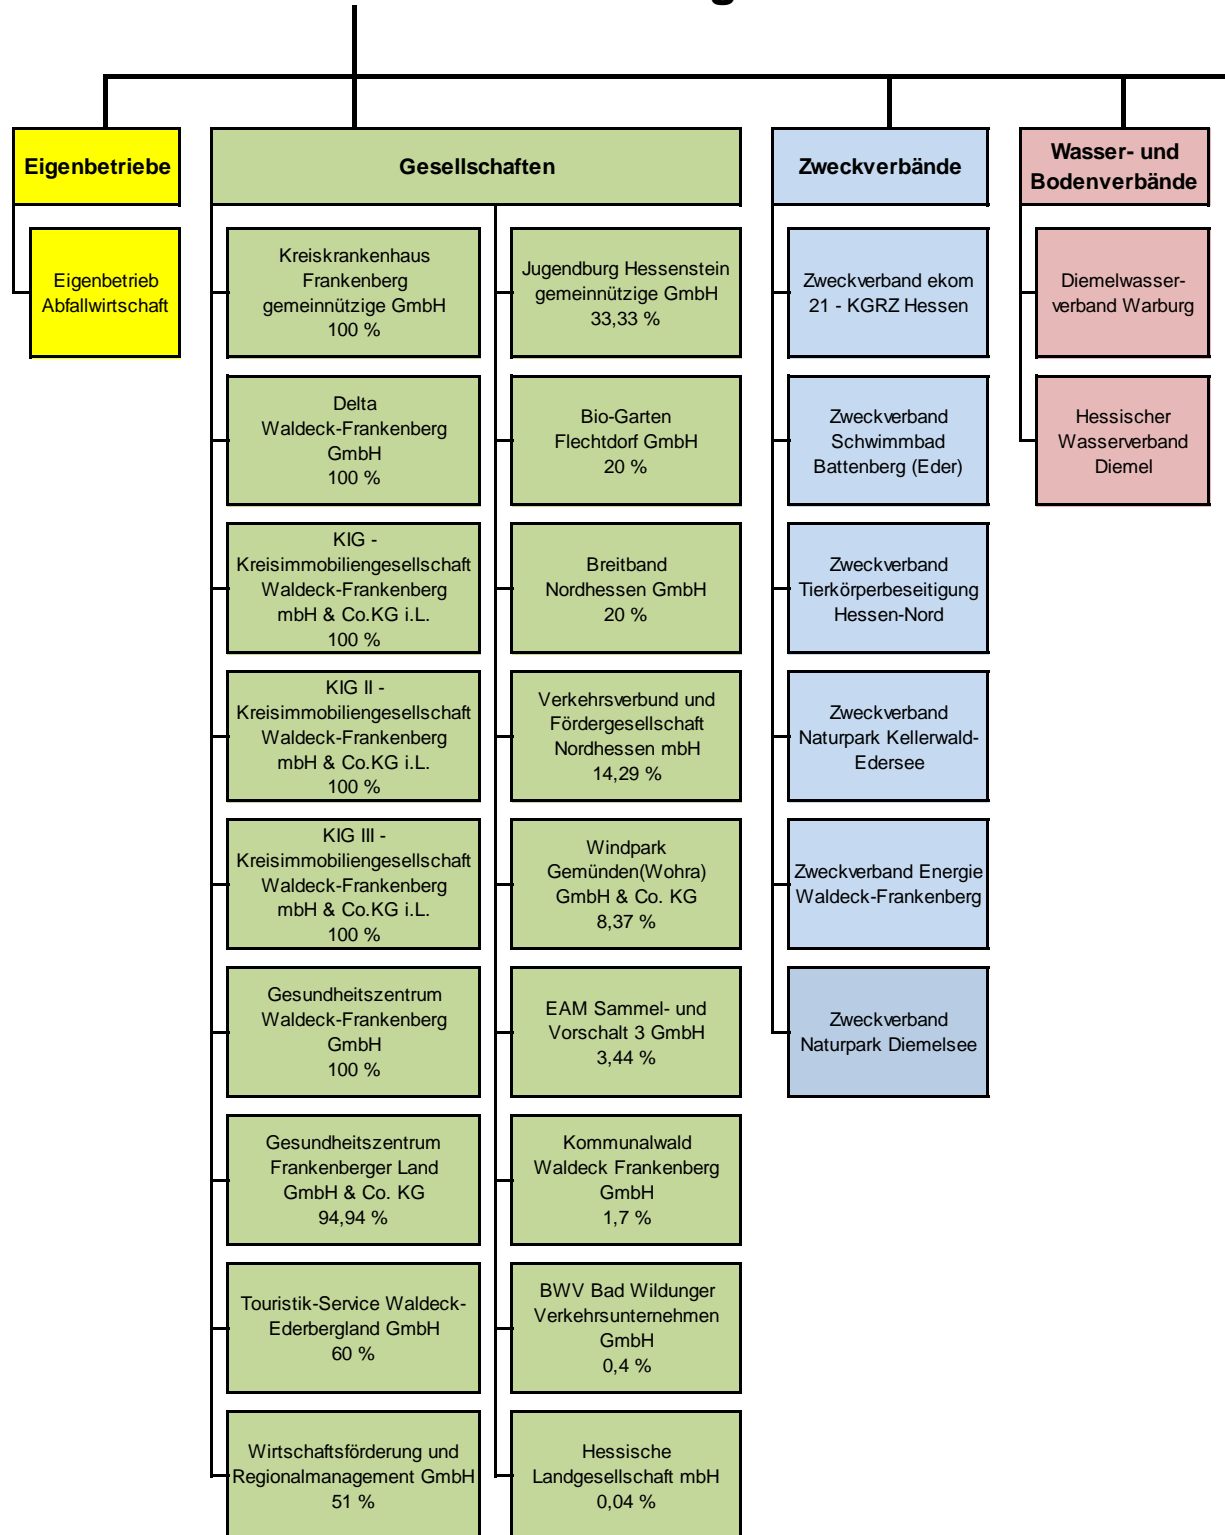 Eigenbetriebe
Eigenbetrieb
Abfallwirtschaft
Gesellschaften
Kreiskrankenhaus
Frankenberg
gemeinnützige GmbH
100 %
Delta
Waldeck-Frankenberg
GmbH
100 %
KIG -
Kreisimmobiliengesellschaft
Waldeck-Frankenberg
mbH & Co.KG i.L.
100 %
KIG II -
Kreisimmobiliengesellschaft
Waldeck-Frankenberg
mbH & Co.KG i.L.
100 %
KIG III -
Kreisimmobiliengesellschaft
Waldeck-Frankenberg
mbH & Co.KG i.L.
100 %
Gesundheitszentrum
Waldeck-Frankenberg
GmbH
100 %
Gesundheitszentrum
Frankenberger Land
GmbH & Co. KG
94,94 %
Touristik-Service Waldeck-
Ederbergland GmbH
60 %
Wirtschaftsförderung und
Regionalmanagement GmbH
51 %
Jugendburg Hessenstein
gemeinnützige GmbH
33,33 %
Bio-Garten
Flechtdorf GmbH
20 %
Breitband
Nordhessen GmbH
20 %
Verkehrsverbund und
Fördergesellschaft
Nordhessen mbH
14,29 %
Windpark
Gemünden(Wohra)
GmbH & Co. KG
8,37 %
EAM Sammel- und
Vorschalt 3 GmbH
3,44 %
Kommunalwald
Waldeck Frankenberg
GmbH
1,7 %
BWV Bad Wildunger
Verkehrsunternehmen
GmbH
0,4 %
Hessische
Landgesellschaft mbH
0,04 %
Zweckverbände
Zweckverband ekom
21 - KGRZ Hessen
Zweckverband
Schwimmbad
Battenberg (Eder)
Zweckverband
Tierkörperbeseitigung
Hessen-Nord
Zweckverband
Naturpark Kellerwald-
Edersee
Zweckverband Energie
Waldeck-Frankenberg
Zweckverband
Naturpark Diemelsee
Wasser- und
Bodenverbände
Diemelwasser-
verband Warburg
Hessischer
Wasserverband
Diemel